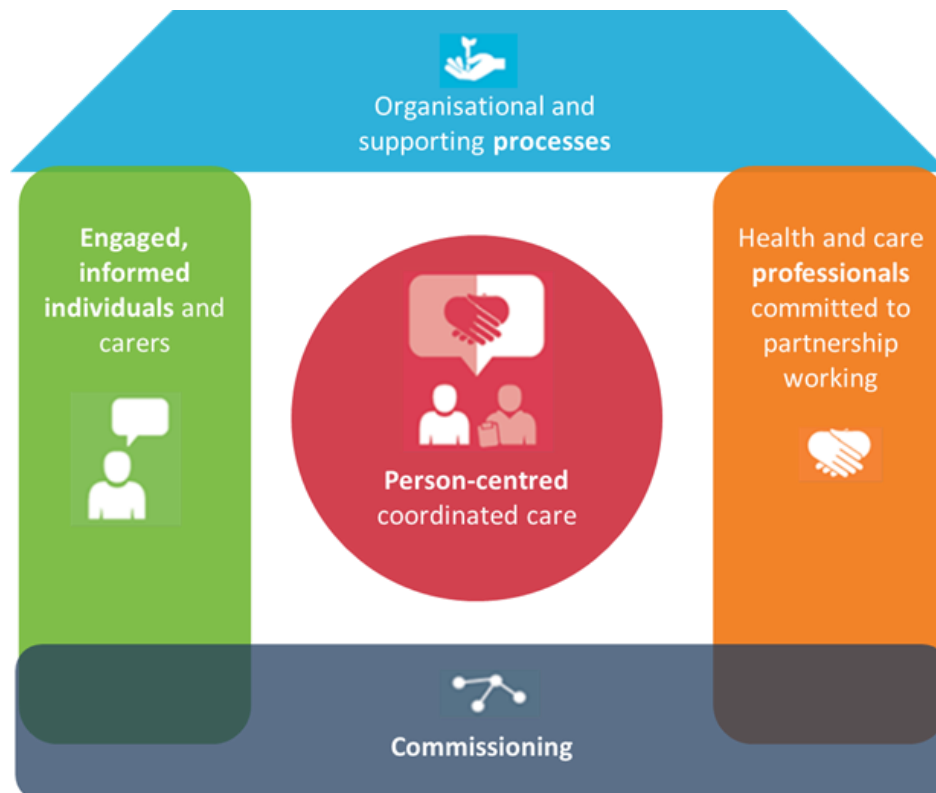 Organisational and
supporting processes
Engaged,
informed
individuals and
carers
Person-centred
coordinated care
Health and care
professionals
committed to
partnership
working
Commissioning